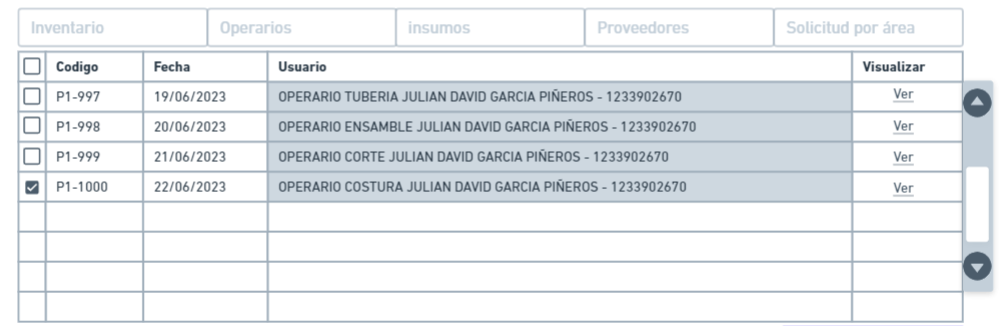 Inventario Operarios insumos Proveedores Solicitud por área
Codigo Fecha Usuario Visualizar
P1-997 19/06/2023 OPERARIO TUBERIA JULIAN DAVID GARCIA PIÑEROS - 1233902670 Ver
P1-998 20/06/2023 OPERARIO ENSAMBLE JULIAN DAVID GARCIA PIÑEROS - 1233902670 Ver
P1-999 21/06/2023 OPERARIO CORTE JULIAN DAVID GARCIA PIÑEROS - 1233902670 Ver
P1-1000 22/06/2023 OPERARIO COSTURA JULIAN DAVID GARCIA PIÑEROS - 1233902670 Ver